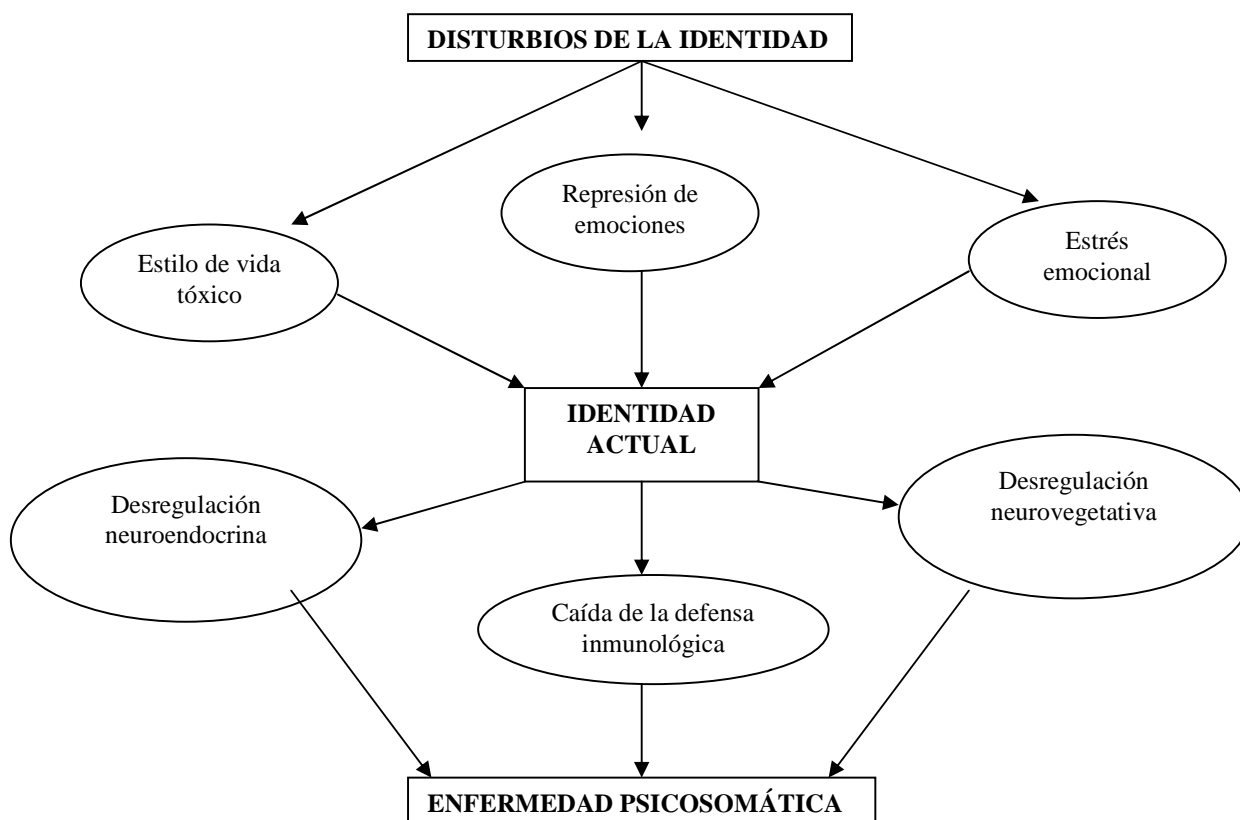 DISTURBIOS DE LA IDENTIDAD
Represión de
emociones
Estilo de vida
tóxico
Estrés
emocional
IDENTIDAD
ACTUAL
Desregulación
neuroendocrina
Desregulación
neurovegetativa
Caída de la defensa
inmunológica
ENFERMEDAD PSICOSOMÁTICA